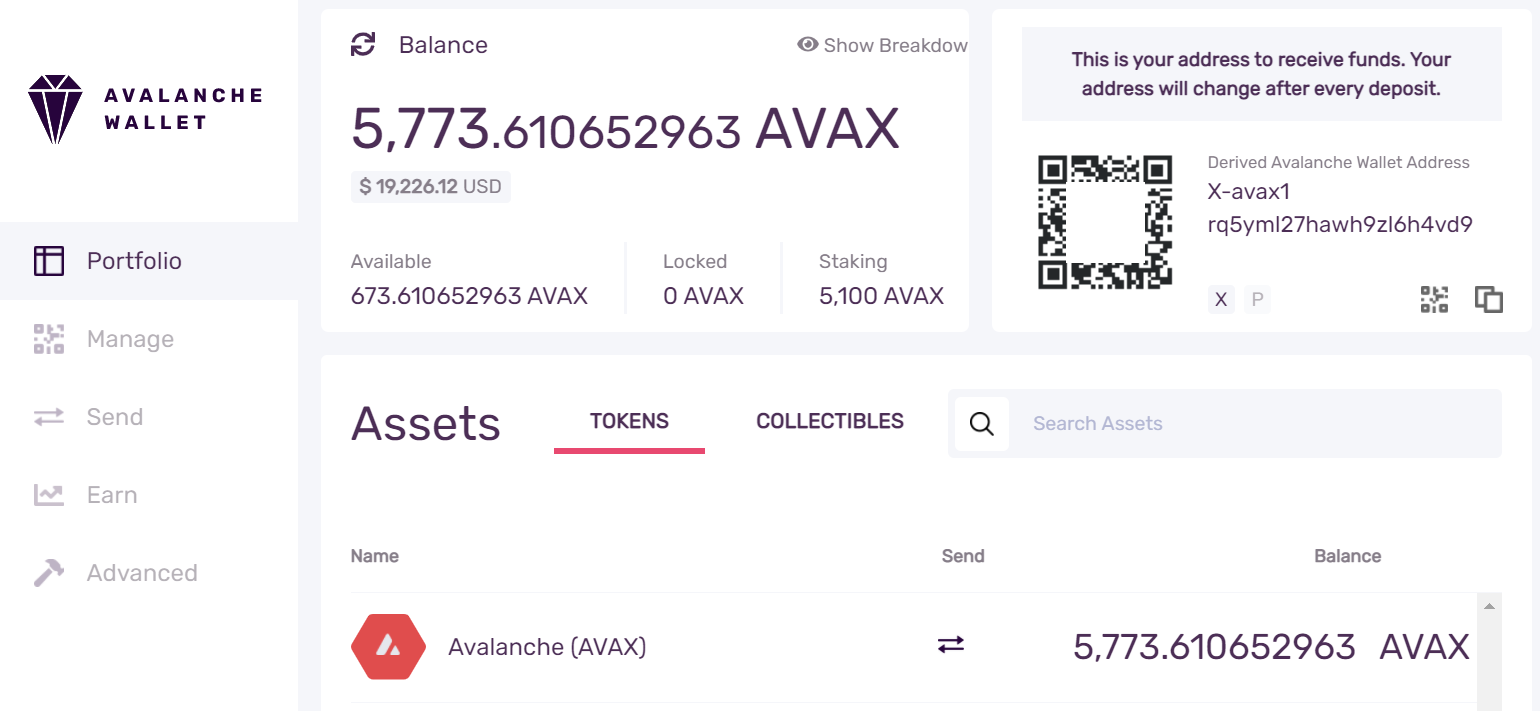 AVALANCHE
WALLET
Portfolio
Manage
Send
Earn
Advanced
Balance
Show Breakdow
5,773.610652963 AVAX
$ 19,226.12 USD
Available
673.610652963 AVAX
Locked
0 AVAX
Staking
5,100 AVAX
This is your address to receive funds. Your
address will change after every deposit.
Derived Avalanche Wallet Address
X-avax1
rq5yml27hawh9zl6h4vd9
X P
Assets
TOKENS
COLLECTIBLES
Search Assets
Name Send Balance
Avalanche (AVAX) 5,773.610652963 AVAX